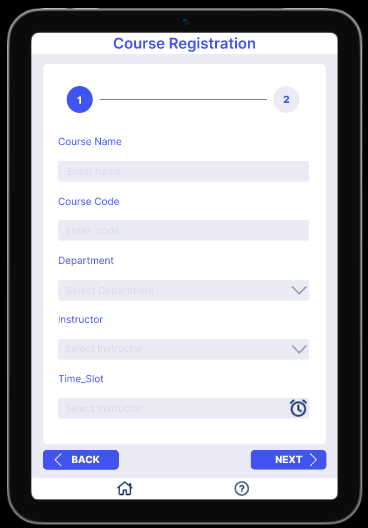 Course Registration
1
2
Course Name
Enter name
Course Code
Enter code
Department
Select Department
Instructor
Select Instructor
Time_Slot
Select Instructor
BACK
NEXT
?